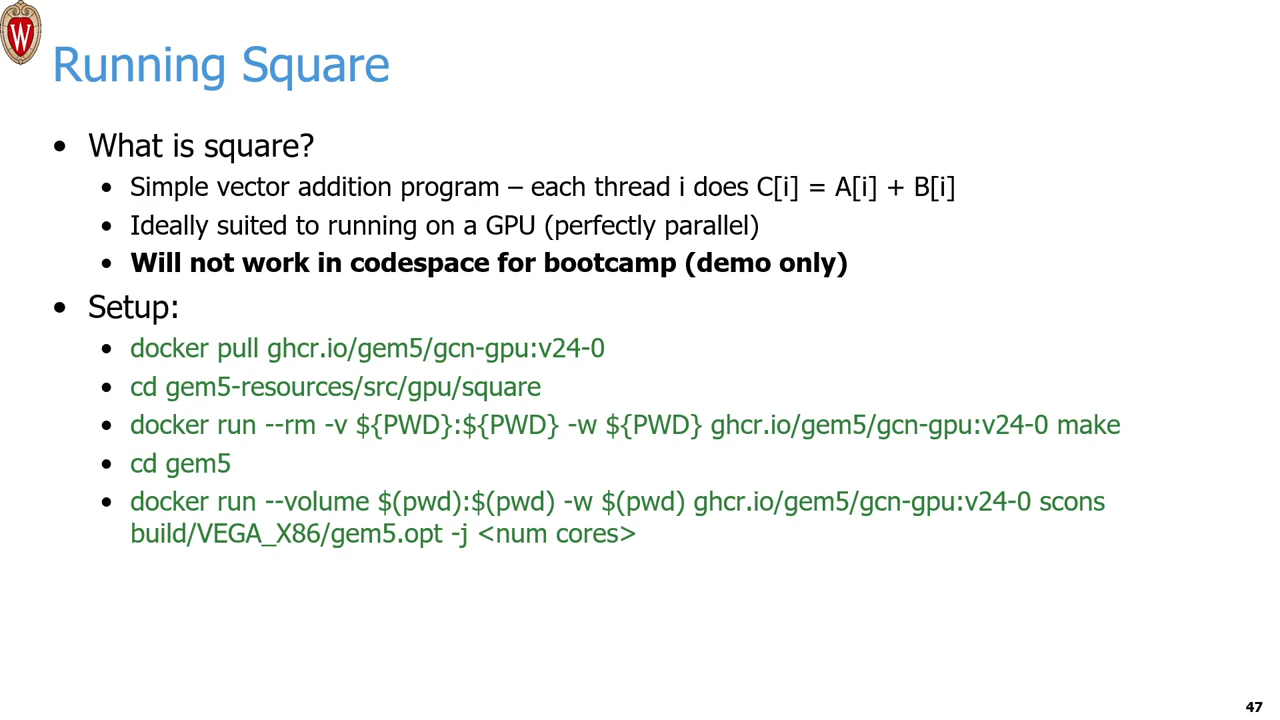 W
Running Square
• What is square?
• Simple vector addition program – each thread i does C[i] = A[i] + B[i]
• Ideally suited to running on a GPU (perfectly parallel)
• Will not work in codespace for bootcamp (demo only)
• Setup:
• docker pull ghcr.io/gem5/gcn-gpu:v24-0
• cd gem5-resources/src/gpu/square
• docker run --rm -v ${PWD}:${PWD} -w ${PWD} ghcr.io/gem5/gcn-gpu:v24-0 make
• cd gem5
• docker run --volume $(pwd):$(pwd) -w $(pwd) ghcr.io/gem5/gcn-gpu:v24-0 scons
build/VEGA_X86/gem5.opt -j <num cores>
47